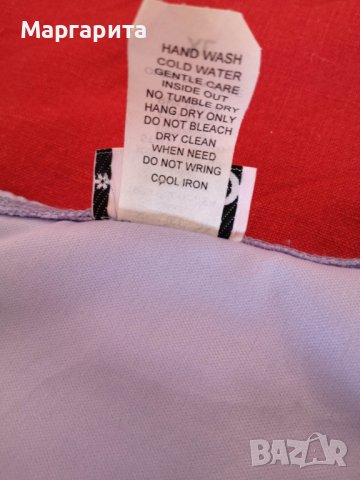 Маргарита
HAND WASH
COLD WATER
GENTLE CARE
INSIDE OUT
NO TUMBLE DRY
HANG DRY ONLY
DO NOT BLEACH
DRY CLEAN
WHEN NEED
DO NOT WRING
COOL IRON
BAZAR